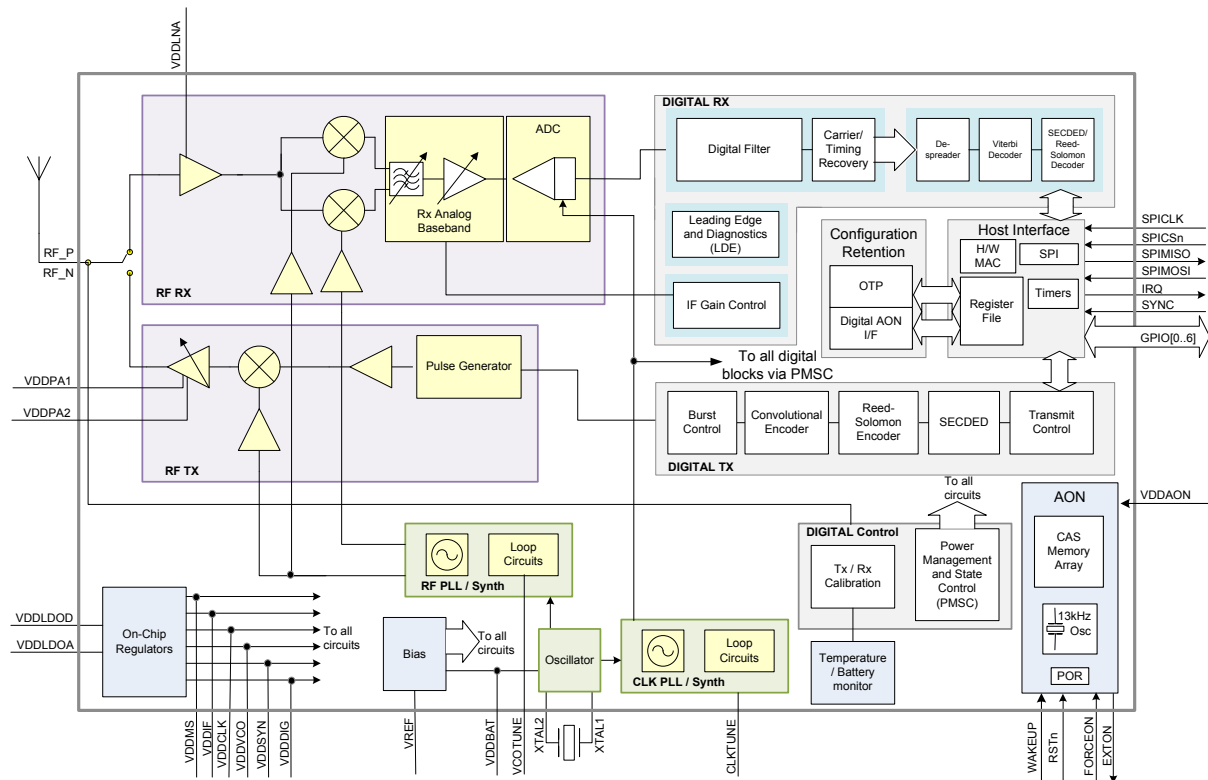 VDDLNA
DIGITAL RX
ADC
Digital Filter
Carrier/
Timing
Recovery
De-
spreader
Viterbi
Decoder
SECDED/
Reed-
Solomon
Decoder
Rx Analog
Baseband
Leading Edge
and Diagnostics
(LDE)
Configuration
Retention
Host Interface
H/W
MAC
SPI
SPICLK
SPICSn
SPIMISO
SPIMOSI
IRQ
SYNC
GPIO[0..6]
RF_P
RF_N
RF RX
IF Gain Control
OTP
Digital AON
I/F
Register
File
Timers
To all digital
blocks via PMSC
VDDPA1
VDDPA2
Pulse Generator
RF TX
Burst
Control
Convolutional
Encoder
Reed-
Solomon
Encoder
SECDED
Transmit
Control
DIGITAL TX
To all
circuits
AON
VDDAON
CAS
Memory
Array
13kHz
Osc
POR
DIGITAL Control
Tx / Rx
Calibration
Power
Management
and State
Control
(PMSC)
Loop
Circuits
RF PLL / Synth
VDDLDOD
VDDLDOA
On-Chip
Regulators
To all
circuits
Bias
To all
circuits
Oscillator
Loop
Circuits
CLK PLL / Synth
Temperature
/ Battery
monitor
VDDMS
VDDIF
VDDCLK
VDDVCO
VDDSYN
VDDDIG
VREF
VDDBAT
VCOTUNE
XTAL2
XTAL1
CLKTUNE
WAKEUP
RSTn
FORCEON
EXTON